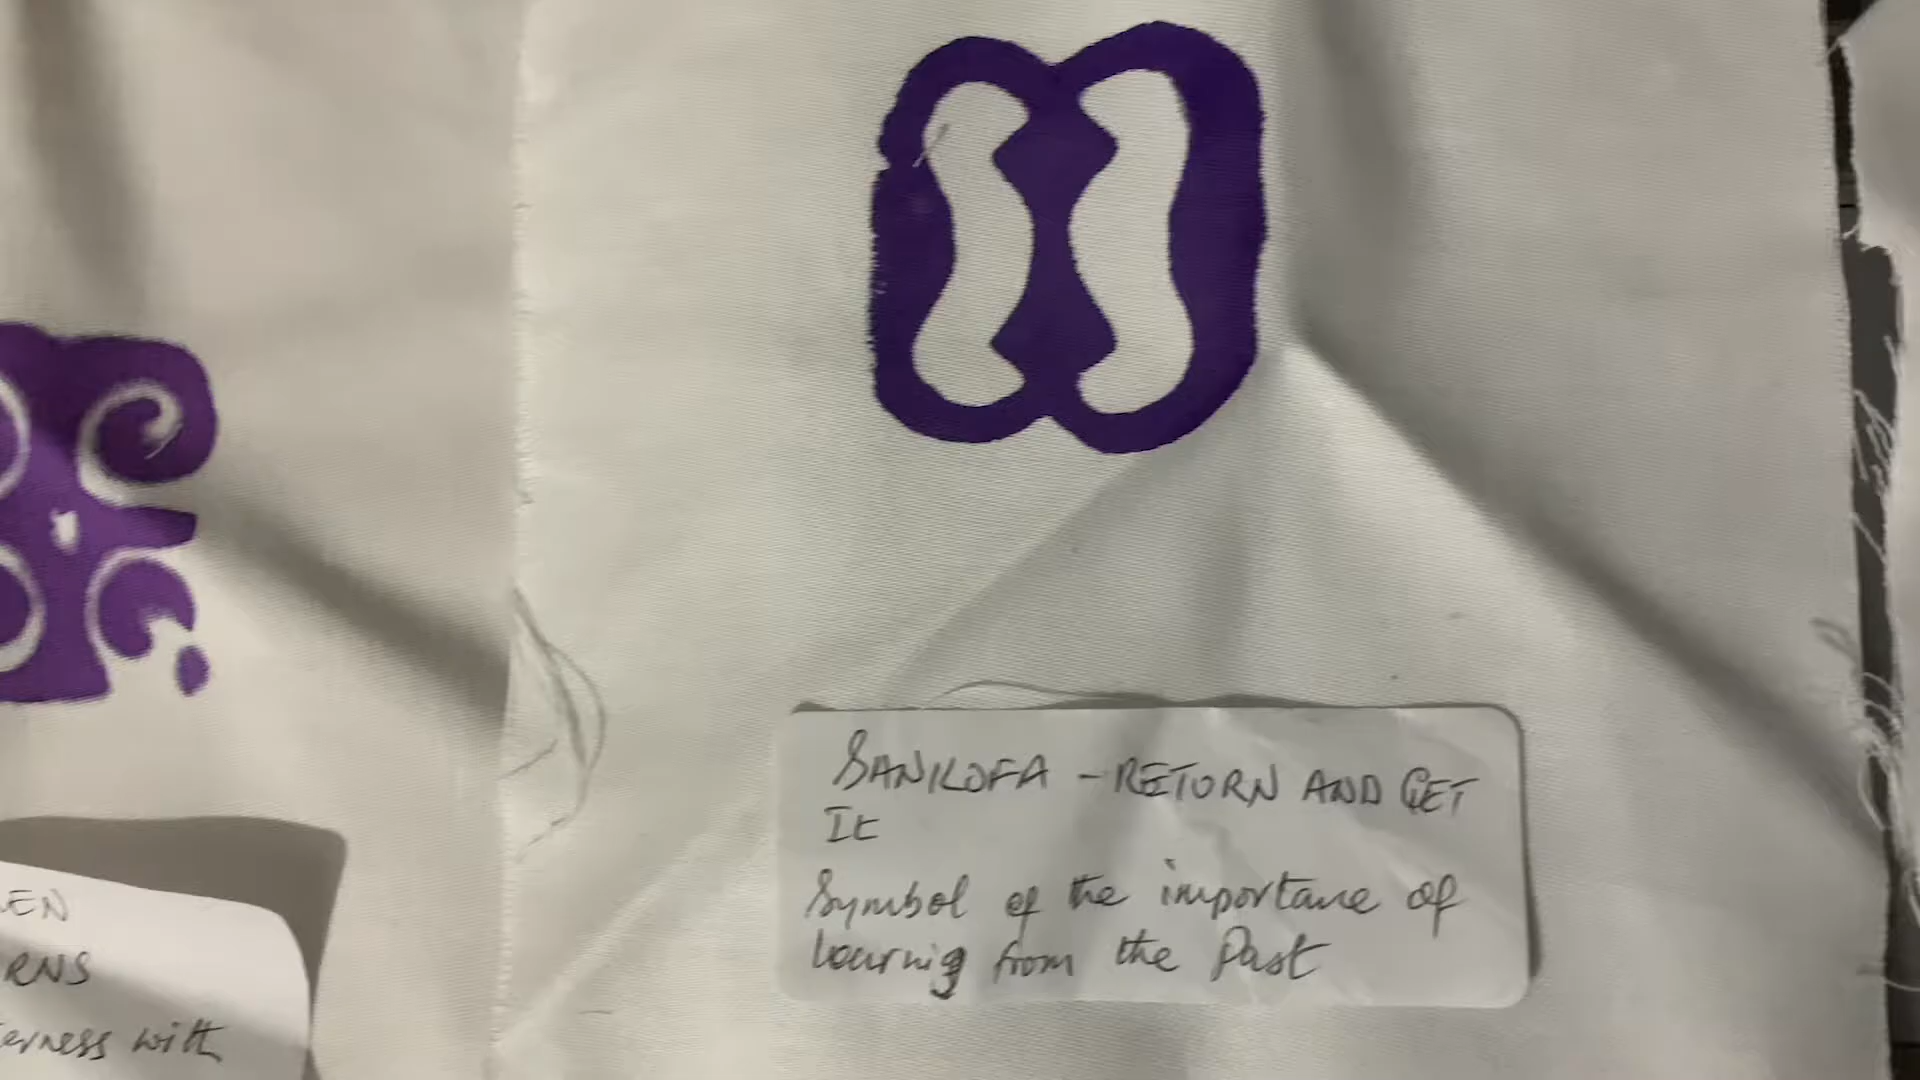 SANKOFA - RETURN AND GET
It
Symbol of the importance of
learning from the Past
EN
RNS
erness with